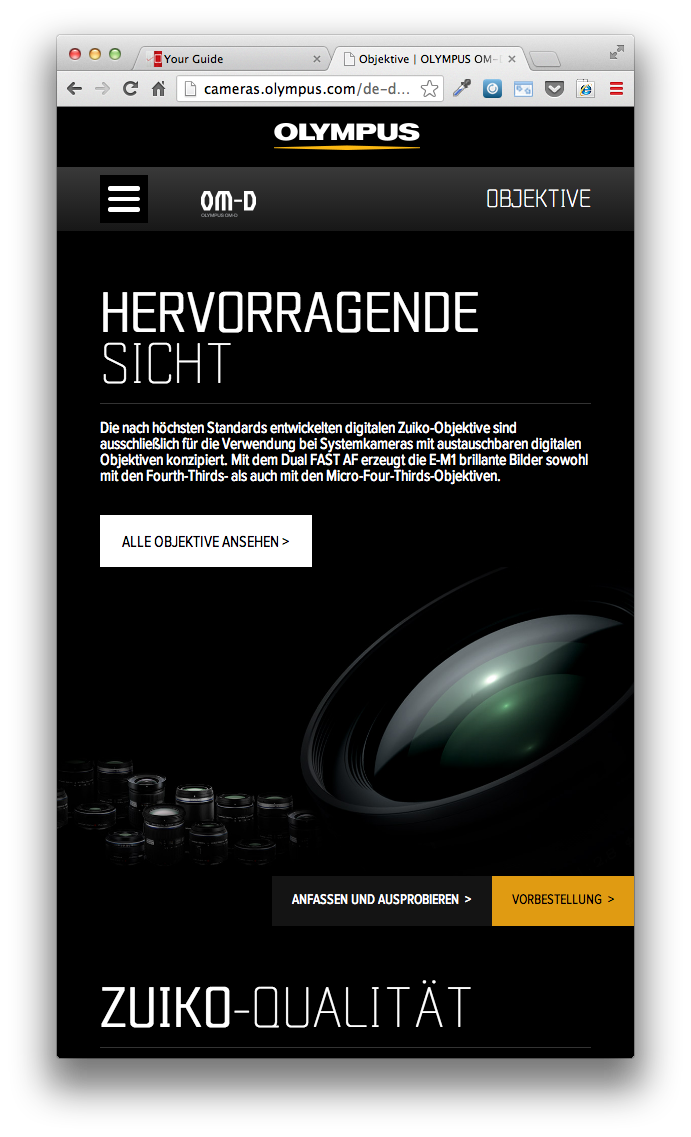 Your Guide
Objektive | OLYMPUS OM-
cameras.olympus.com/de-d...
OLYMPUS
OM-D
OLYMPUS OM-D
OBJEKTIVE
HERVORRAGENDE
SICHT
Die nach höchsten Standards entwickelten digitalen Zuiko-Objektive sind
ausschließlich für die Verwendung bei Systemkameras mit austauschbaren digitalen
Objektiven konzipiert. Mit dem Dual FAST AF erzeugt die E-M1 brillante Bilder sowohl
mit den Fourth-Thirds- als auch mit den Micro-Four-Thirds-Objektiven.
ALLE OBJEKTIVE ANSEHEN >
ANFASSEN UND AUSPROBIEREN >
VORBESTELLUNG >
ZUIKO-QUALITÄT